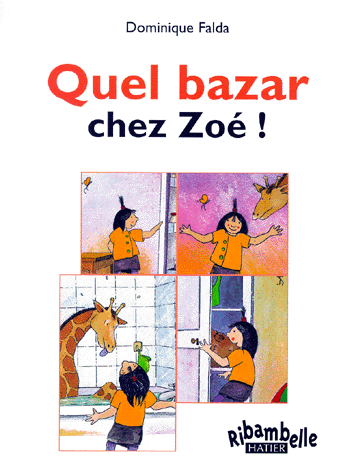 Dominique Falda
Quel bazar
chez Zoé !
Ribambelle
HATIER